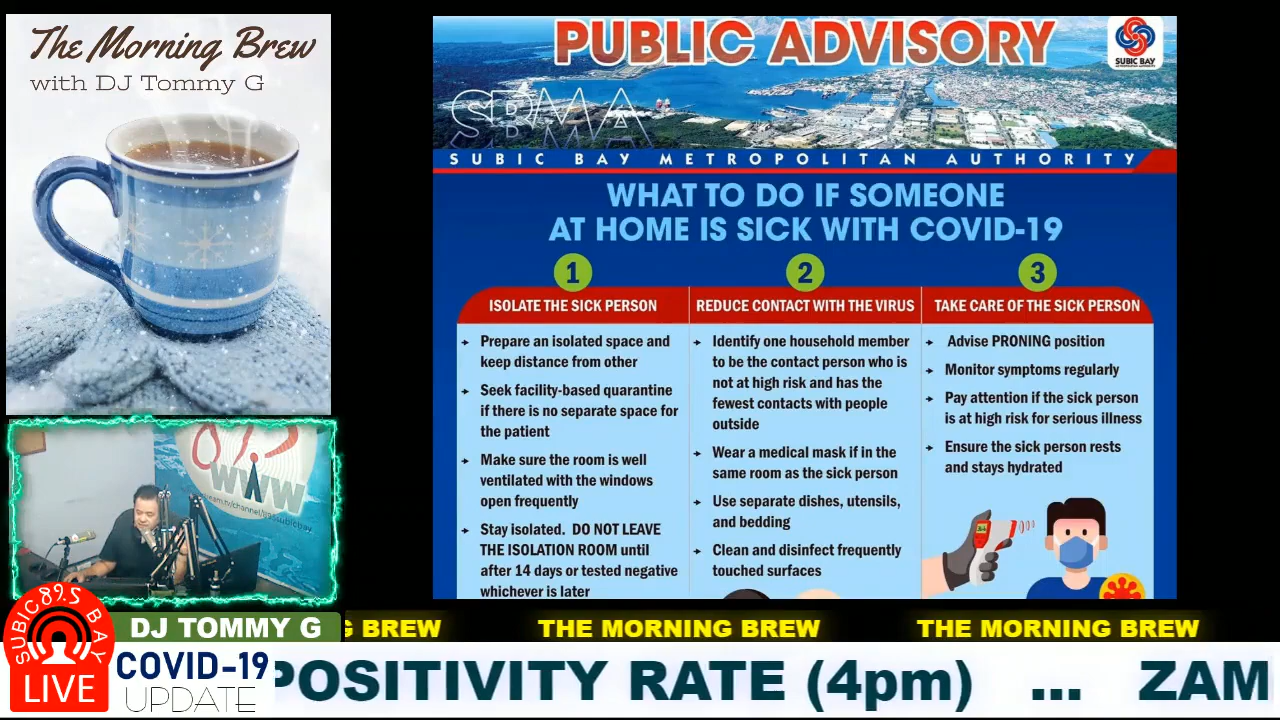 The Morning Brew
with DJ Tommy G
PUBLIC ADVISORY
SUBIC BAY
SBMA
SUBIC BAY METROPOLITAN AUTHORITY
WHAT TO DO IF SOMEONE
AT HOME IS SICK WITH COVID-19
1
ISOLATE THE SICK PERSON
Prepare an isolated space and
keep distance from other
Seek facility-based quarantine
if there is no separate space for
the patient
Make sure the room is well
ventilated with the windows
open frequently
Stay isolated. DO NOT LEAVE
THE ISOLATION ROOM until
after 14 days or tested negative
whichever is later
2
REDUCE CONTACT WITH THE VIRUS
Identify one household member
to be the contact person who is
not at high risk and has the
fewest contacts with people
outside
Wear a medical mask if in the
same room as the sick person
Use separate dishes, utensils,
and bedding
Clean and disinfect frequently
touched surfaces
3
TAKE CARE OF THE SICK PERSON
Advise PRONING position
Monitor symptoms regularly
Pay attention if the sick person
is at high risk for serious illness
Ensure the sick person rests
and stays hydrated
WWW
SUBIC 89.5 BAY
LIVE
DJ TOMMY G
G BREW THE MORNING BREW THE MORNING BREW
COVID-19
UPDATE
POSITIVITY RATE (4pm) ... ZAM